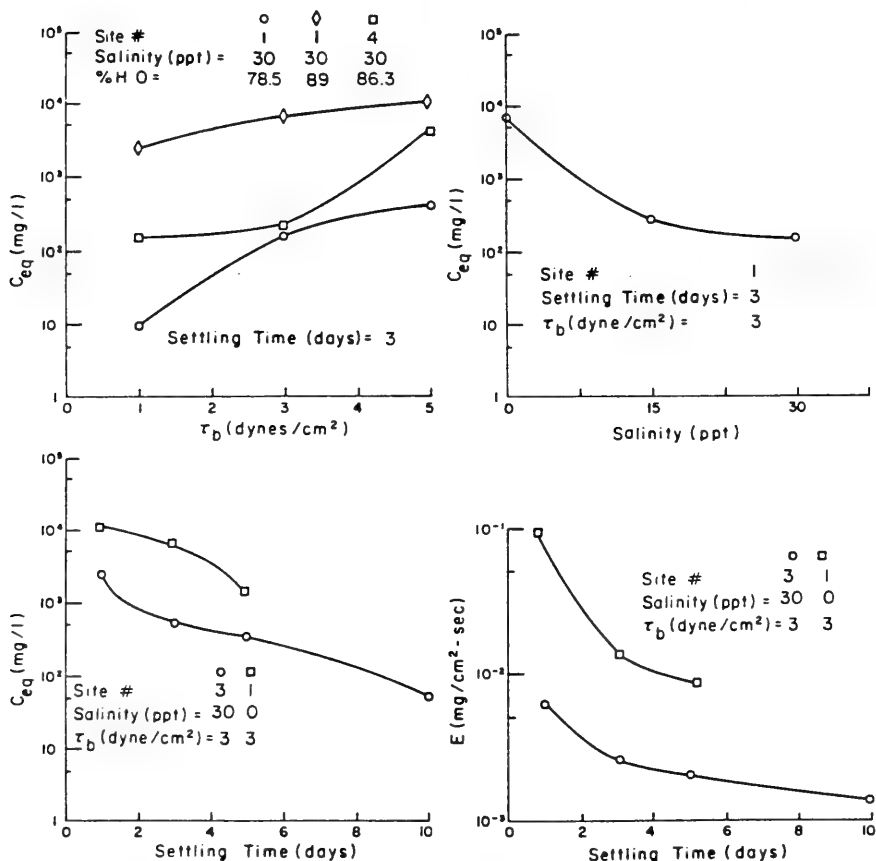 Site # 1 1 4
Salinity (ppt) = 30 30 30
%H O = 78.5 89 86.3
10⁵
10⁴
10³
10²
10
1
C_eq (mg/l)
Settling Time (days) = 3
0 1 3 5
τ_b (dynes/cm²)
10⁵
10⁴
10³
10²
10
1
C_eq (mg/l)
Site # 1
Settling Time (days) = 3
τ_b (dyne/cm²) = 3
0 15 30
Salinity (ppt)
10⁵
10⁴
10³
10²
10
1
C_eq (mg/l)
Site # 3 1
Salinity (ppt) = 30 0
τ_b (dyne/cm²) = 3 3
0 2 4 6 8 10
Settling Time (days)
10⁻¹
10⁻²
10⁻³
E (mg/cm²-sec)
Site # 3 1
Salinity (ppt) = 30 0
τ_b (dyne/cm²) = 3 3
0 2 4 6 8 10
Settling Time (days)